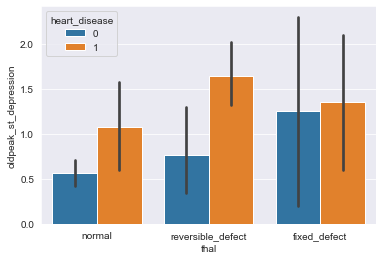 heart_disease
0
1
2.0
1.5
1.0
0.5
0.0
oldpeak_st_depression
normal
reversible_defect
fixed_defect
thal